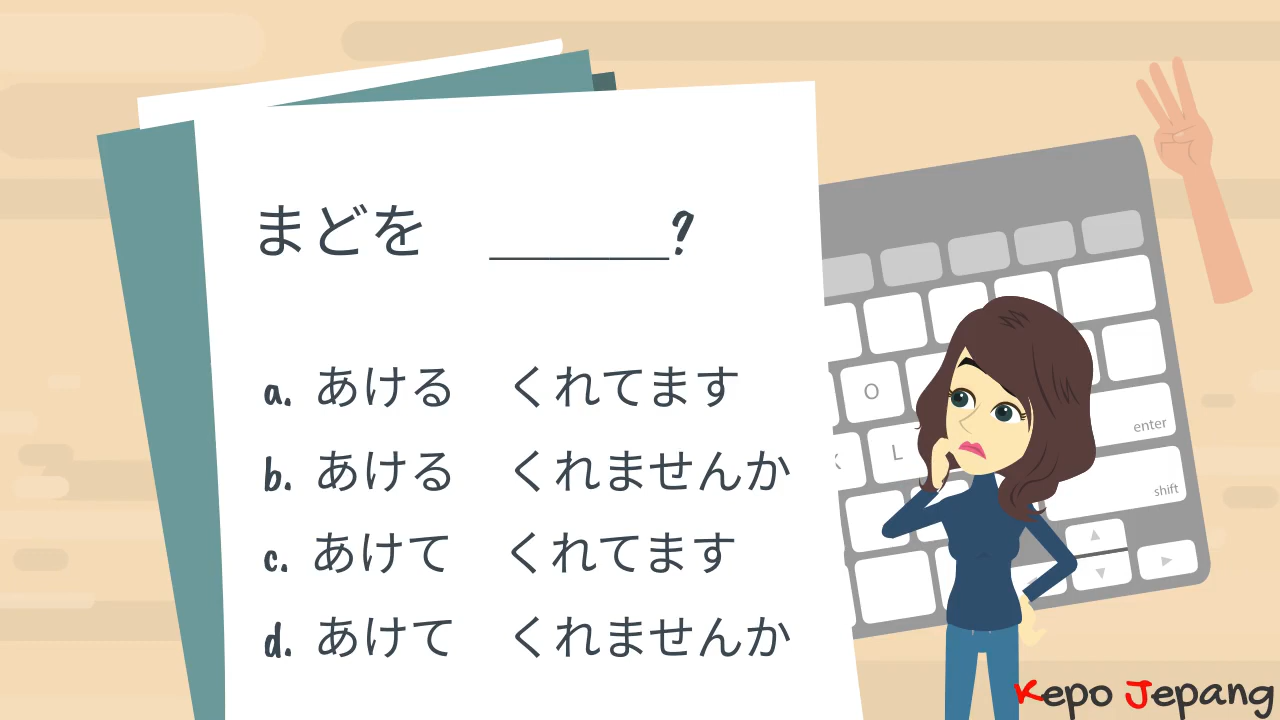 まどを ______?
a. あける くれてます
b. あける くれませんか
c. あけて くれてます
d. あけて くれませんか
O
L
K
enter
shift
Kepo Jepang